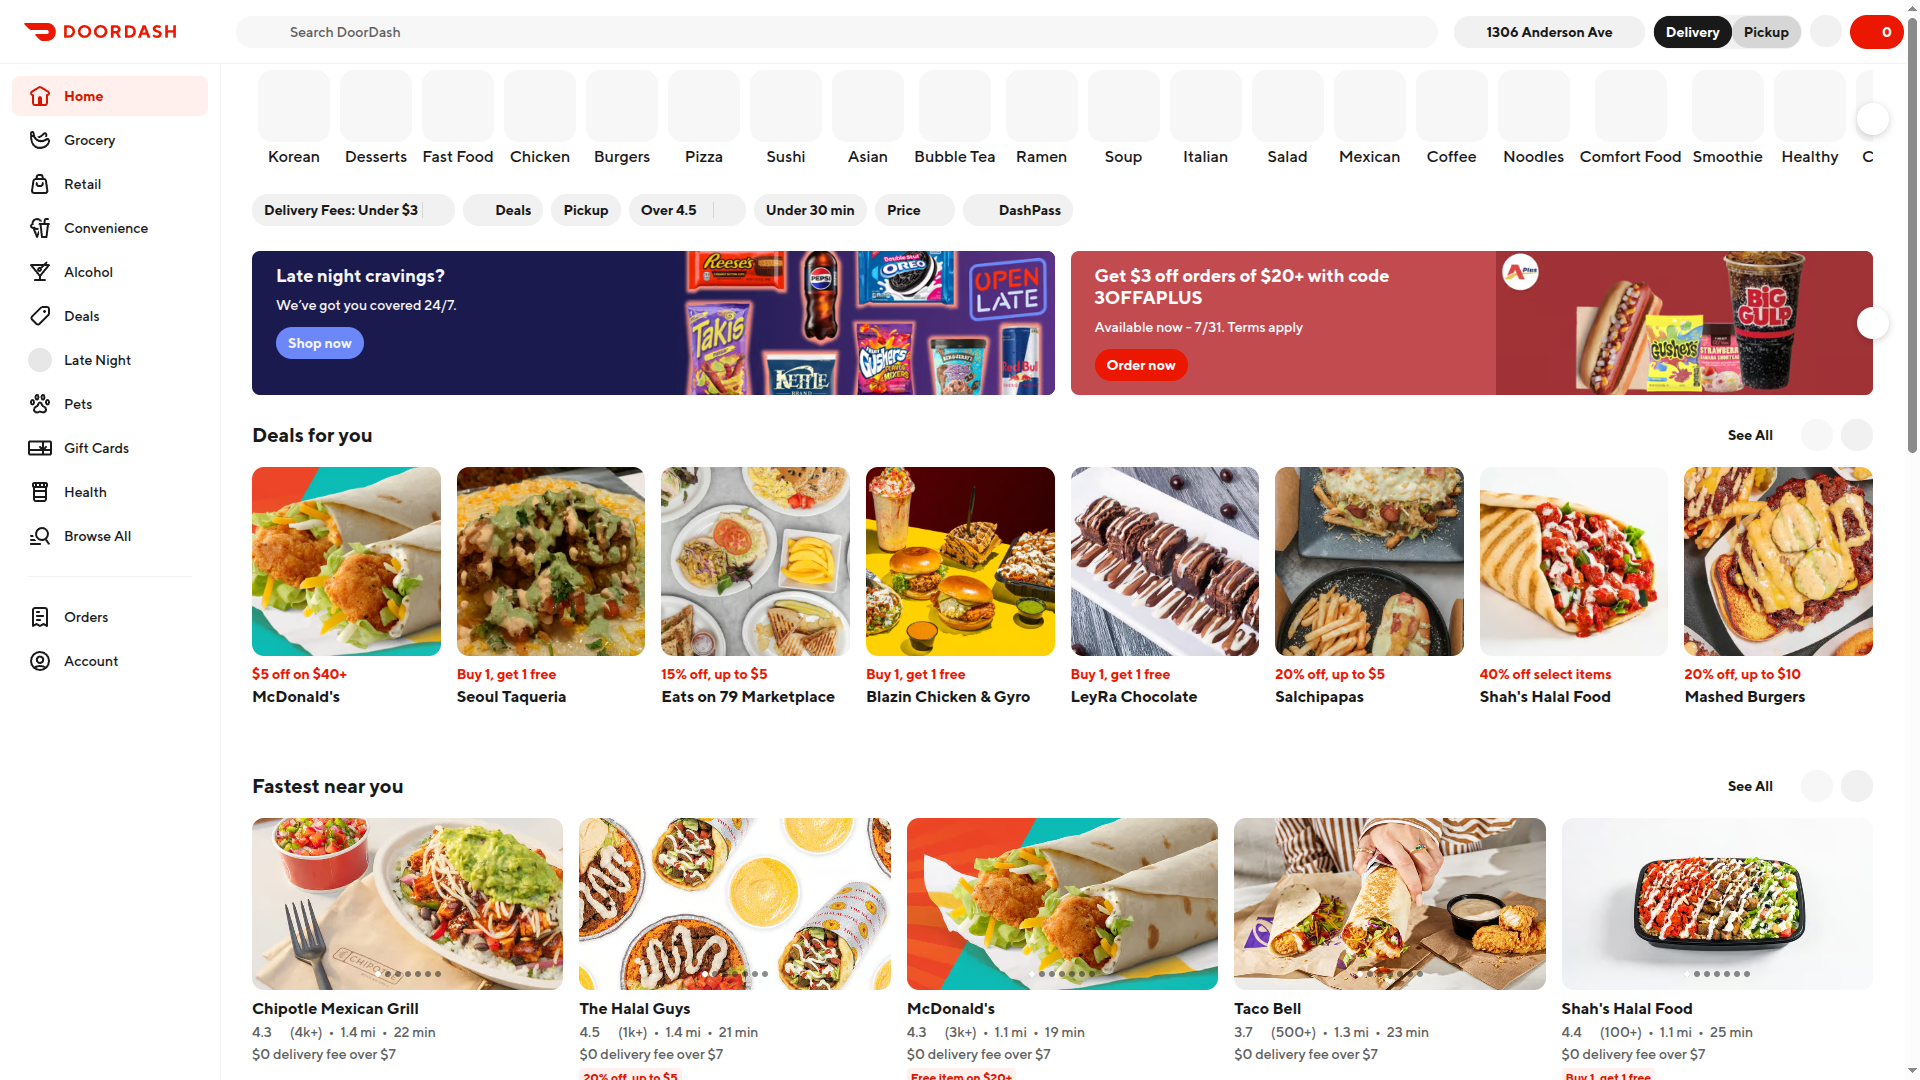 DOORDASH
Search DoorDash
1306 Anderson Ave
Delivery
Pickup
0
Home
Grocery
Retail
Convenience
Alcohol
Deals
Late Night
Pets
Gift Cards
Health
Browse All
Orders
Account
Korean
Desserts
Fast Food
Chicken
Burgers
Pizza
Sushi
Asian
Bubble Tea
Ramen
Soup
Italian
Salad
Mexican
Coffee
Noodles
Comfort Food
Smoothie
Healthy
C
Delivery Fees: Under $3
Deals
Pickup
Over 4.5
Under 30 min
Price
DashPass
Late night cravings?
We've got you covered 24/7.
Shop now
Reese's
PEPSI
Double Stuf
OREO
OPEN
LATE
Takis
KETTLE
BRAND
Gushers
BEN & JERRY'S
Red Bull
Get $3 off orders of $20+ with code
3OFFAPLUS
Available now - 7/31. Terms apply
Order now
A Plus
BIG
GULP
Gushers
STRAWBERRY
Deals for you
See All
$5 off on $40+
McDonald's
Buy 1, get 1 free
Seoul Taqueria
15% off, up to $5
Eats on 79 Marketplace
Buy 1, get 1 free
Blazin Chicken & Gyro
Buy 1, get 1 free
LeyRa Chocolate
20% off, up to $5
Salchipapas
40% off select items
Shah's Halal Food
20% off, up to $10
Mashed Burgers
Fastest near you
See All
CHIPOTLE
Chipotle Mexican Grill
4.3 (4k+) • 1.4 mi • 22 min
$0 delivery fee over $7
The Halal Guys
4.5 (1k+) • 1.4 mi • 21 min
$0 delivery fee over $7
20% off, up to $5
McDonald's
4.3 (3k+) • 1.1 mi • 19 min
$0 delivery fee over $7
Free item on $20+
Taco Bell
3.7 (500+) • 1.3 mi • 23 min
$0 delivery fee over $7
Shah's Halal Food
4.4 (100+) • 1.1 mi • 25 min
$0 delivery fee over $7
Buy 1, get 1 free